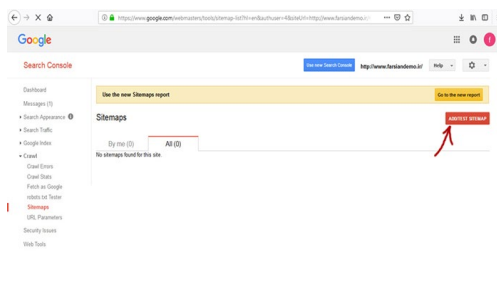 https://www.google.com/webmasters/tools/sitemap-list?hl=en&authuser=4&siteUrl=http://www.farsiandemo.
Google
Search Console
Use new Search Console
http://www.farsiandemo.ir/
Help
Use the new Sitemaps report
Go to the new report
Dashboard
Messages (1)
Search Appearance
Search Traffic
Google Index
Crawl
Crawl Errors
Crawl Stats
Fetch as Google
robots.txt Tester
Sitemaps
URL Parameters
Security Issues
Web Tools
Sitemaps
ADD/TEST SITEMAP
By me (0)
All (0)
No sitemaps found for this site.